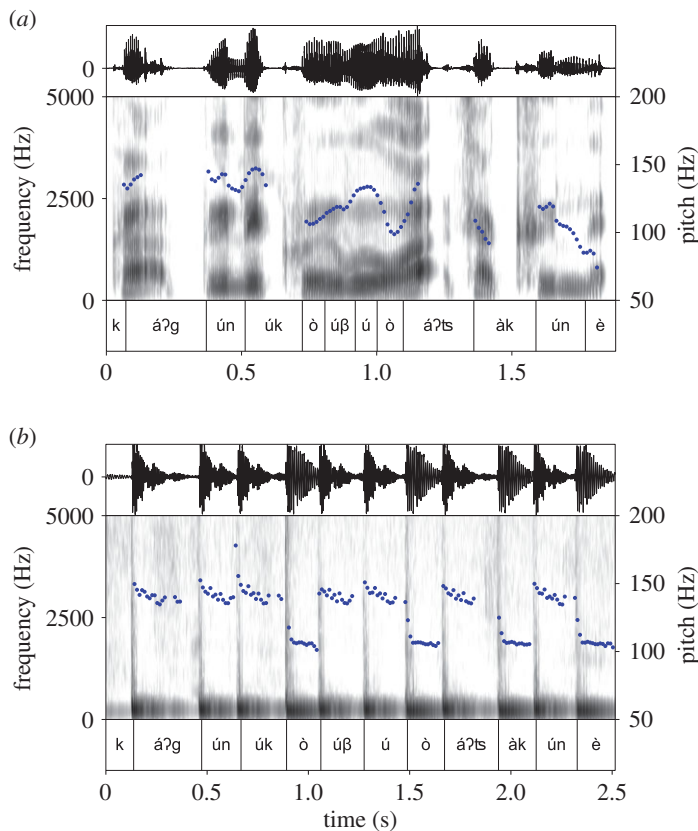 (a)
0
5000
200
frequency (Hz)
pitch (Hz)
150
2500
100
0
50
k áʔg ún úk ò úβ ú ò áʔʦ àk ún è
0 0.5 1.0 1.5
(b)
0
5000
200
frequency (Hz)
pitch (Hz)
150
2500
100
0
50
k áʔg ún úk ò úβ ú ò áʔʦ àk ún è
0 0.5 1.0 1.5 2.0 2.5
time (s)